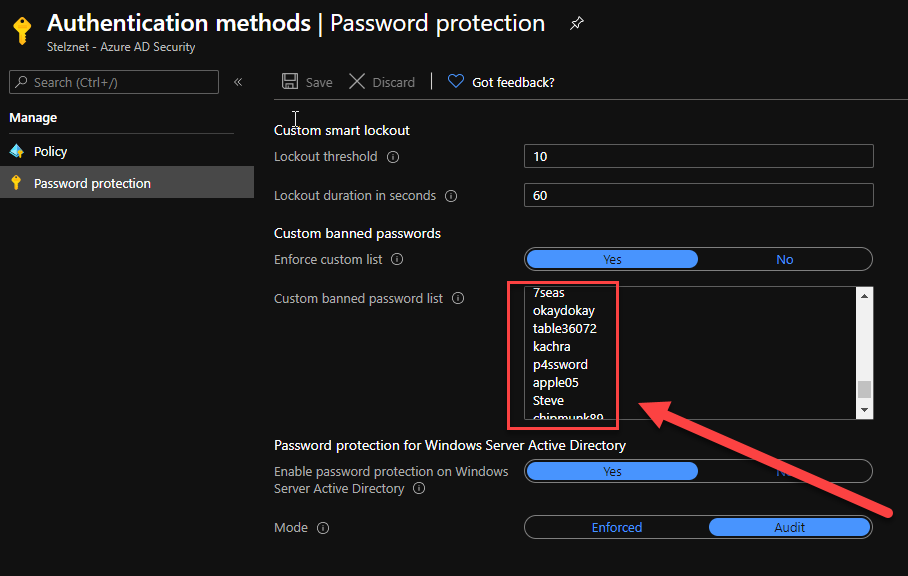 Authentication methods | Password protection
Stelznet - Azure AD Security
Search (Ctrl+/)
«
Save
Discard
Got feedback?
Manage
Policy
Password protection
Custom smart lockout
Lockout threshold
10
Lockout duration in seconds
60
Custom banned passwords
Enforce custom list
Yes
No
Custom banned password list
7seas
okaydokay
table36072
kachra
p4ssword
apple05
Steve
chipmunk89
Password protection for Windows Server Active Directory
Enable password protection on Windows
Server Active Directory
Yes
Mode
Enforced
Audit